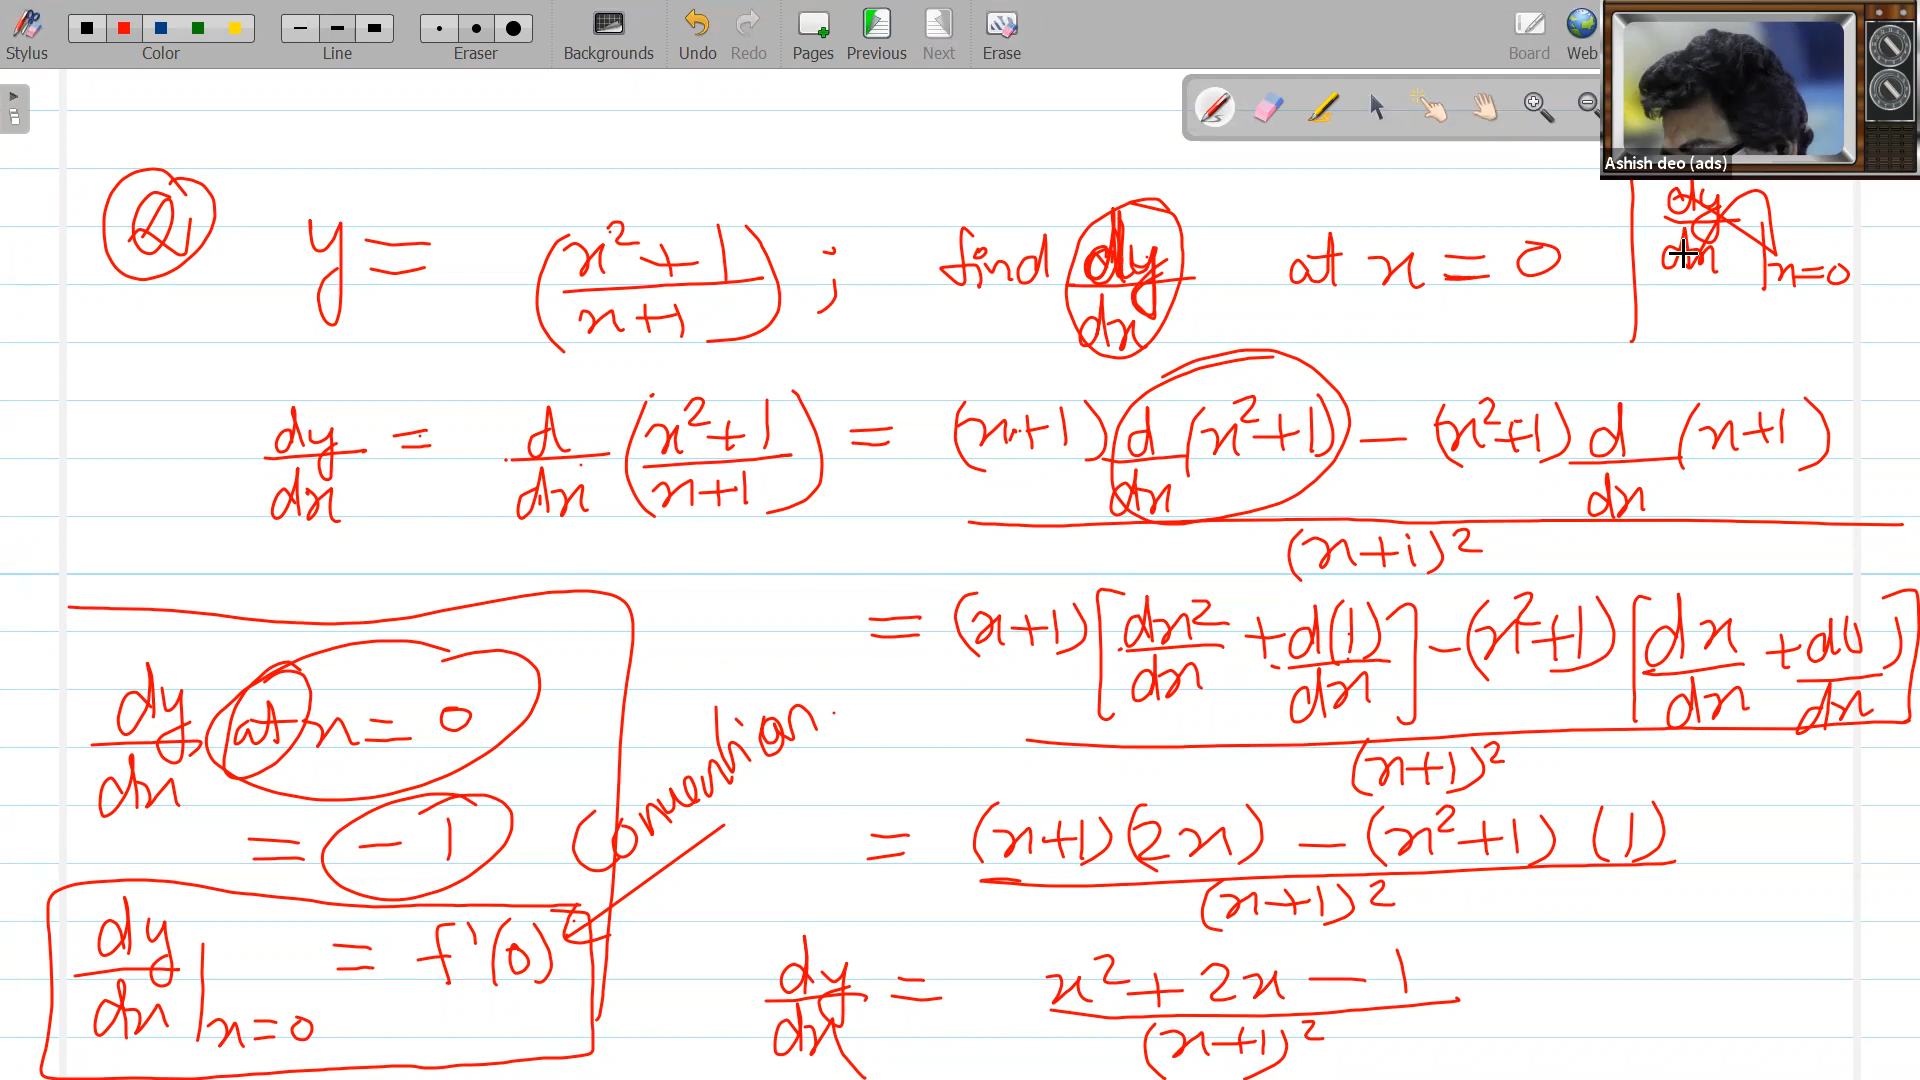 Stylus Color Line Eraser Backgrounds Undo Redo Pages Previous Next Erase Board Web
Ashish deo (ads)
Q1 y = (x²+1 / x+1) ; find dy/dx at x = 0 | dy/dx |x=0
dy/dx = d/dx (x²+1 / x+1) = (x+1) d/dx (x²+1) − (x²+1) d/dx (x+1) / (x+1)²
= (x+1) [dx²/dx + d(1)/dx] − (x²+1) [dx/dx + d(1)/dx] / (x+1)²
= (x+1)(2x) − (x²+1)(1) / (x+1)²
dy/dx = x²+2x−1 / (x+1)²
dy/dx at x = 0
= −1
Convention
dy/dx |x=0 = f'(0)